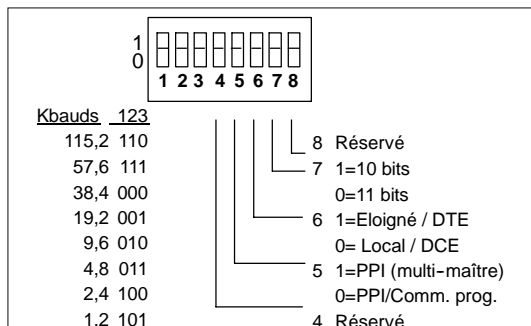 1
0
1 2 3 4 5 6 7 8
Kbauds 123
115,2 110
57,6 111
38,4 000
19,2 001
9,6 010
4,8 011
2,4 100
1,2 101
8 Réservé
7 1=10 bits
0=11 bits
6 1=Eloigné / DTE
0= Local / DCE
5 1=PPI (multi-maître)
0=PPI/Comm. prog.
4 Réservé